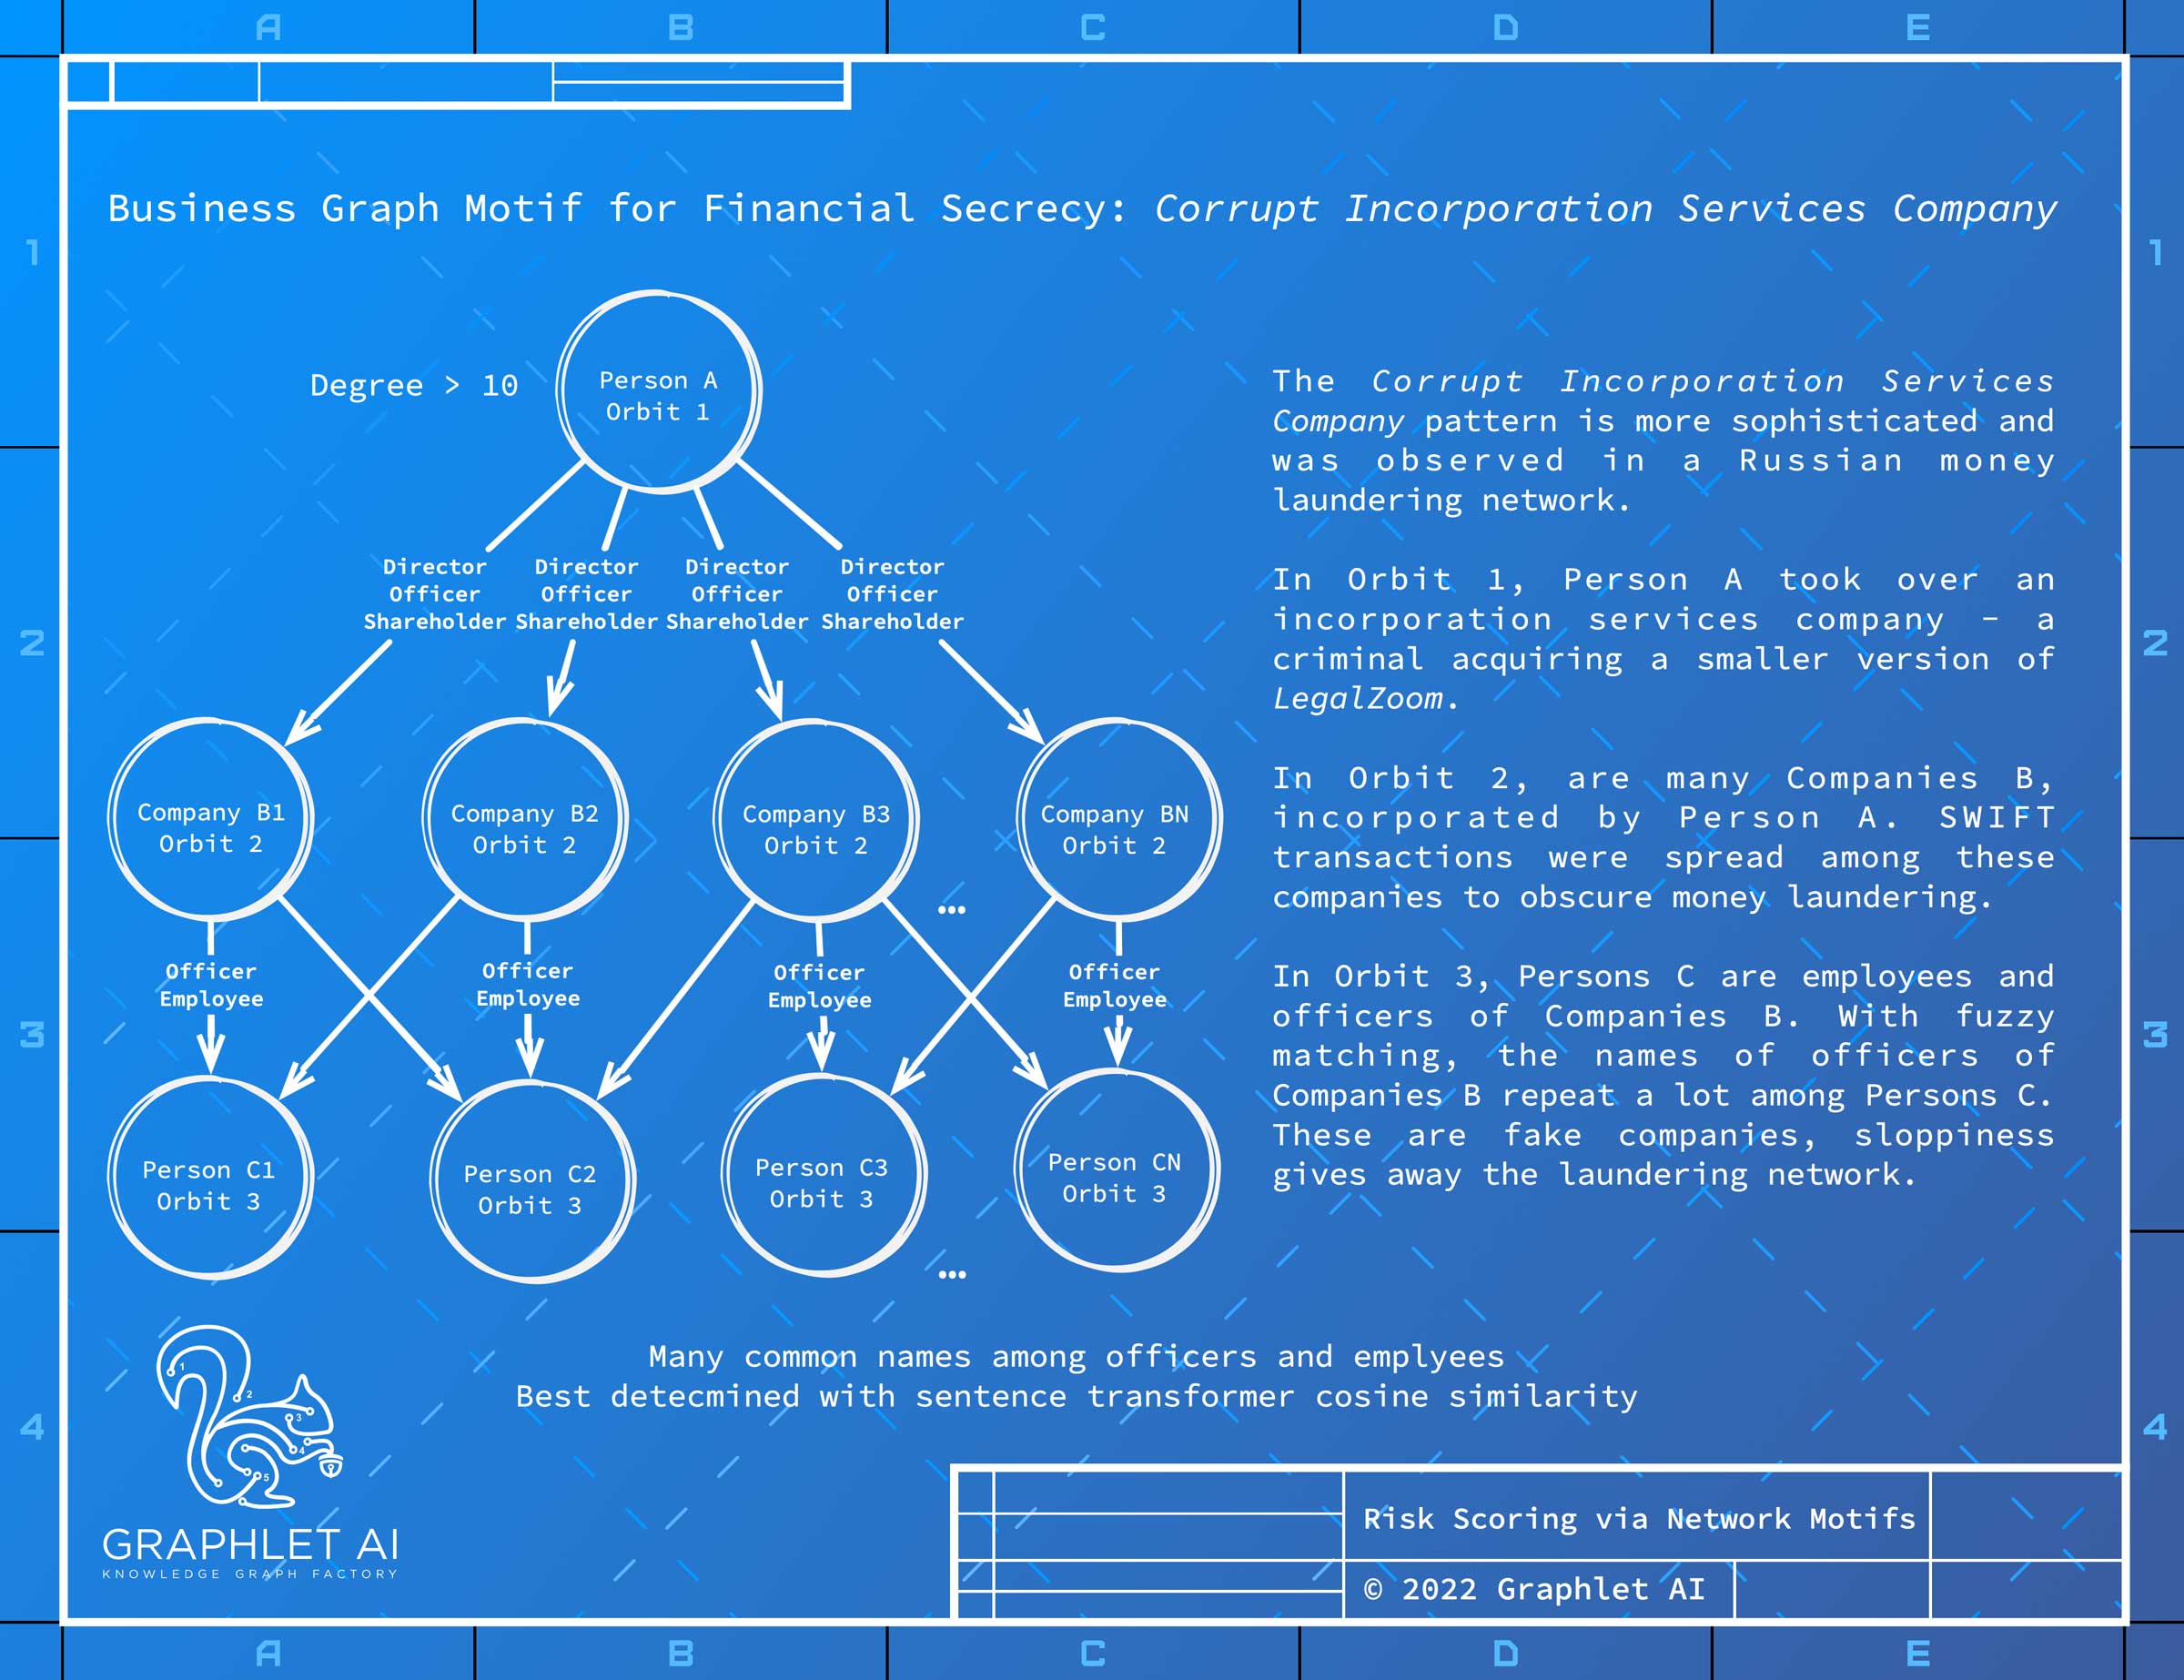 A B C D E
Business Graph Motif for Financial Secrecy: Corrupt Incorporation Services Company
1 1
Degree > 10
Person A
Orbit 1
Director Director Director Director
Officer Officer Officer Officer
Shareholder Shareholder Shareholder Shareholder
2 2
Company B1
Orbit 2
Company B2
Orbit 2
Company B3
Orbit 2
Company BN
Orbit 2
...
Officer
Employee
Officer
Employee
Officer
Employee
Officer
Employee
3 3
Person C1
Orbit 3
Person C2
Orbit 3
Person C3
Orbit 3
Person CN
Orbit 3
...
The Corrupt Incorporation Services
Company pattern is more sophisticated and
was observed in a Russian money
laundering network.
In Orbit 1, Person A took over an
incorporation services company – a
criminal acquiring a smaller version of
LegalZoom.
In Orbit 2, are many Companies B,
incorporated by Person A. SWIFT
transactions were spread among these
companies to obscure money laundering.
In Orbit 3, Persons C are employees and
officers of Companies B. With fuzzy
matching, the names of officers of
Companies B repeat a lot among Persons C.
These are fake companies, sloppiness
gives away the laundering network.
Many common names among officers and emplyees
Best detecmined with sentence transformer cosine similarity
4 4
1
2
3
4
5
GRAPHLET AI
KNOWLEDGE GRAPH FACTORY
Risk Scoring via Network Motifs
© 2022 Graphlet AI
A B C D E